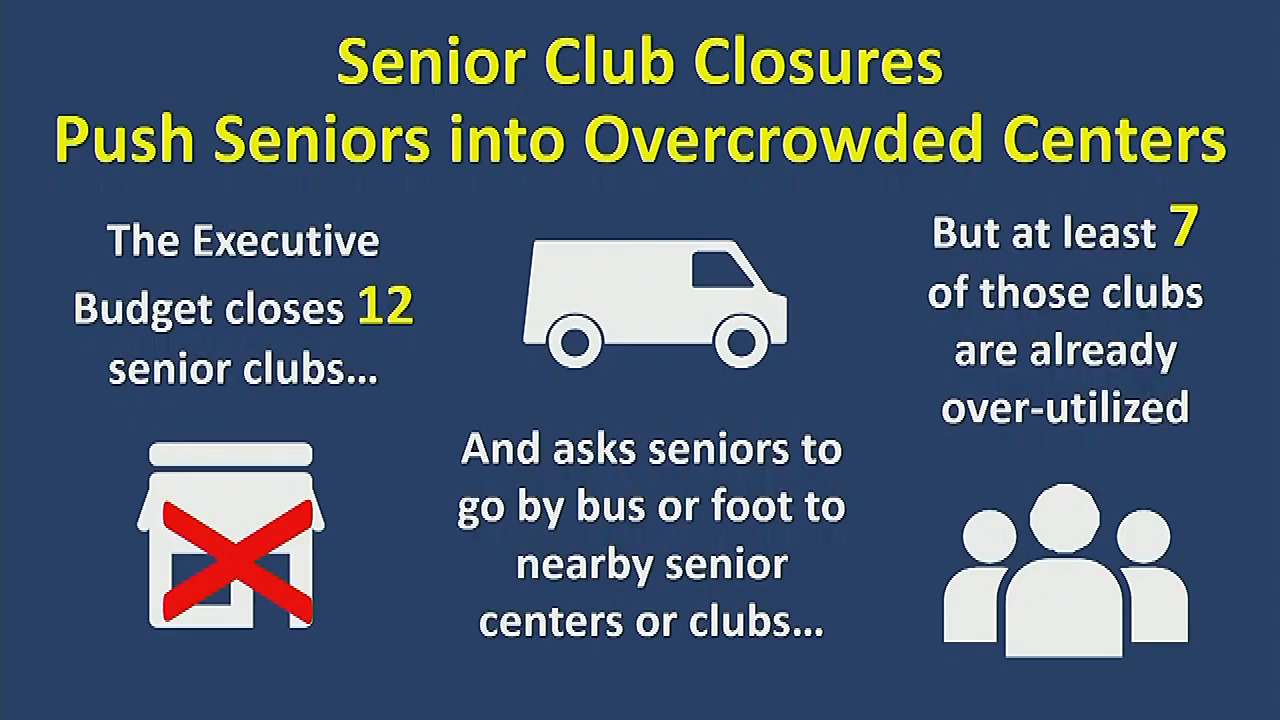 Senior Club Closures
Push Seniors into Overcrowded Centers
The Executive
Budget closes 12
senior clubs...
And asks seniors to
go by bus or foot to
nearby senior
centers or clubs...
But at least 7
of those clubs
are already
over-utilized